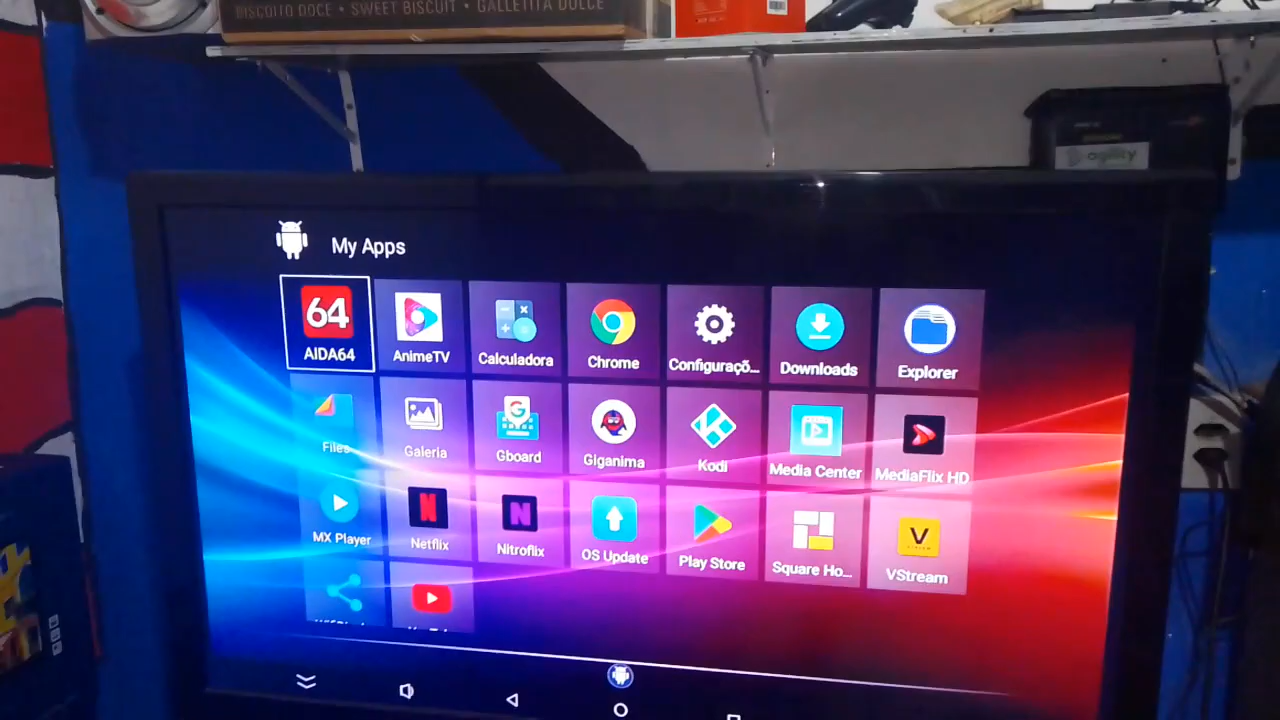 BISCOITO DOCE • SWEET BISCUIT • GALLETITA DULCE
agility
My Apps
64
AIDA64
AnimeTV
Calculadora
Chrome
Configuraçõ...
Downloads
Explorer
Files
Galeria
Gboard
Giganima
Kodi
Media Center
MediaFlix HD
MX Player
Netflix
Nitroflix
OS Update
Play Store
Square Ho...
V
VStream